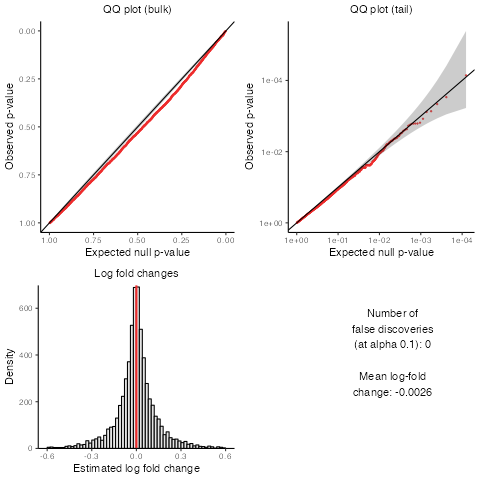 QQ plot (bulk)
Observed p-value
0.00
0.25
0.50
0.75
1.00
1.00 0.75 0.50 0.25 0.00
Expected null p-value
QQ plot (tail)
Observed p-value
1e-04
1e-02
1e+00
1e+00 1e-01 1e-02 1e-03 1e-04
Expected null p-value
Log fold changes
Density
600
400
200
0
-0.6 -0.3 0.0 0.3 0.6
Estimated log fold change
Number of
false discoveries
(at alpha 0.1): 0
Mean log-fold
change: -0.0026